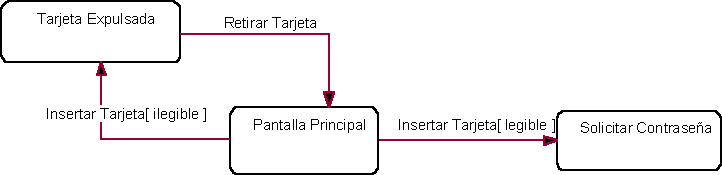 Tarjeta Expulsada
Retirar Tarjeta
Insertar Tarjeta[ ilegible ]
Pantalla Principal
Insertar Tarjeta[ legible ]
Solicitar Contraseña